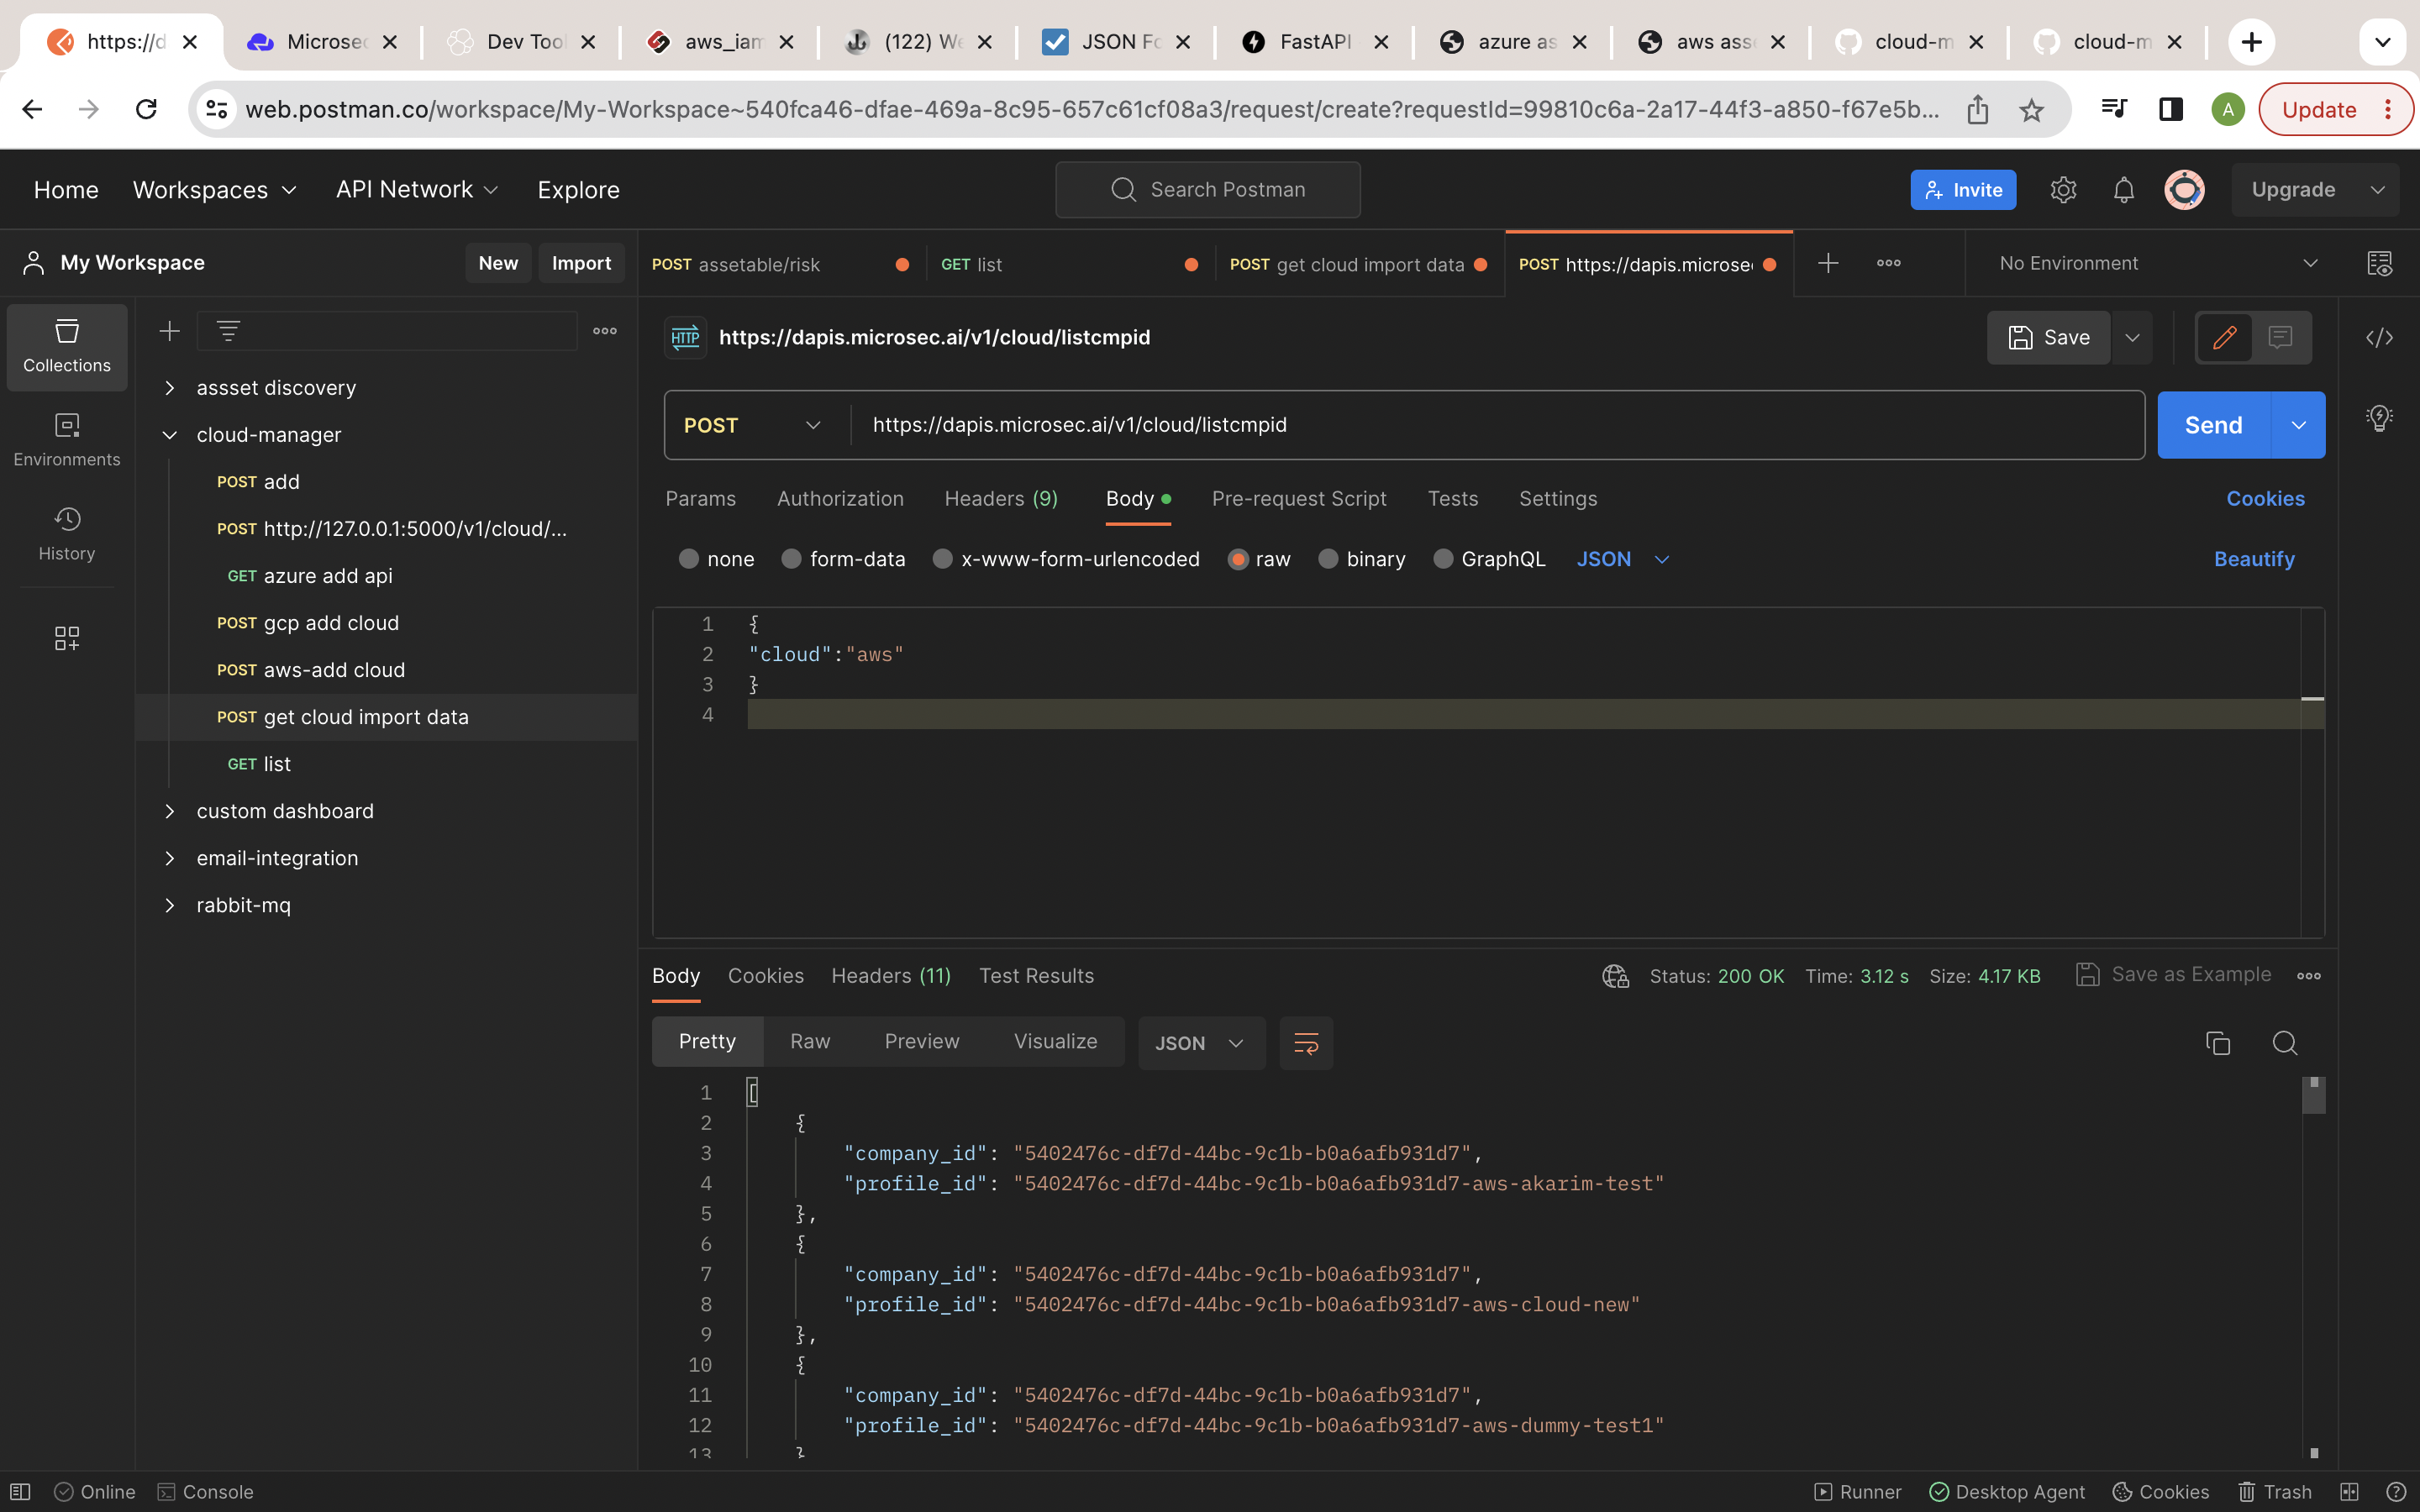 https://d
Microsec
Dev Tool
aws_iam
(122) We
JSON Fo
FastAPI
azure as
aws ass
cloud-m
cloud-m
web.postman.co/workspace/My-Workspace~540fca46-dfae-469a-8c95-657c61cf08a3/request/create?requestId=99810c6a-2a17-44f3-a850-f67e5b...
A
Update
Home
Workspaces
API Network
Explore
Search Postman
Invite
Upgrade
My Workspace
New
Import
POST assetable/risk
GET list
POST get cloud import data
POST https://dapis.microsec
No Environment
Collections
Environments
History
assset discovery
cloud-manager
POST add
POST http://127.0.0.1:5000/v1/cloud/...
GET azure add api
POST gcp add cloud
POST aws-add cloud
POST get cloud import data
GET list
custom dashboard
email-integration
rabbit-mq
HTTP
https://dapis.microsec.ai/v1/cloud/listcmpid
Save
POST
https://dapis.microsec.ai/v1/cloud/listcmpid
Send
Params
Authorization
Headers (9)
Body
Pre-request Script
Tests
Settings
Cookies
none
form-data
x-www-form-urlencoded
raw
binary
GraphQL
JSON
Beautify
1 {
2 "cloud":"aws"
3 }
4
Body
Cookies
Headers (11)
Test Results
Status: 200 OK
Time: 3.12 s
Size: 4.17 KB
Save as Example
Pretty
Raw
Preview
Visualize
JSON
1 [
2 {
3 "company_id": "5402476c-df7d-44bc-9c1b-b0a6afb931d7",
4 "profile_id": "5402476c-df7d-44bc-9c1b-b0a6afb931d7-aws-akarim-test"
5 },
6 {
7 "company_id": "5402476c-df7d-44bc-9c1b-b0a6afb931d7",
8 "profile_id": "5402476c-df7d-44bc-9c1b-b0a6afb931d7-aws-cloud-new"
9 },
10 {
11 "company_id": "5402476c-df7d-44bc-9c1b-b0a6afb931d7",
12 "profile_id": "5402476c-df7d-44bc-9c1b-b0a6afb931d7-aws-dummy-test1"
13 }
Online
Console
Runner
Desktop Agent
Cookies
Trash